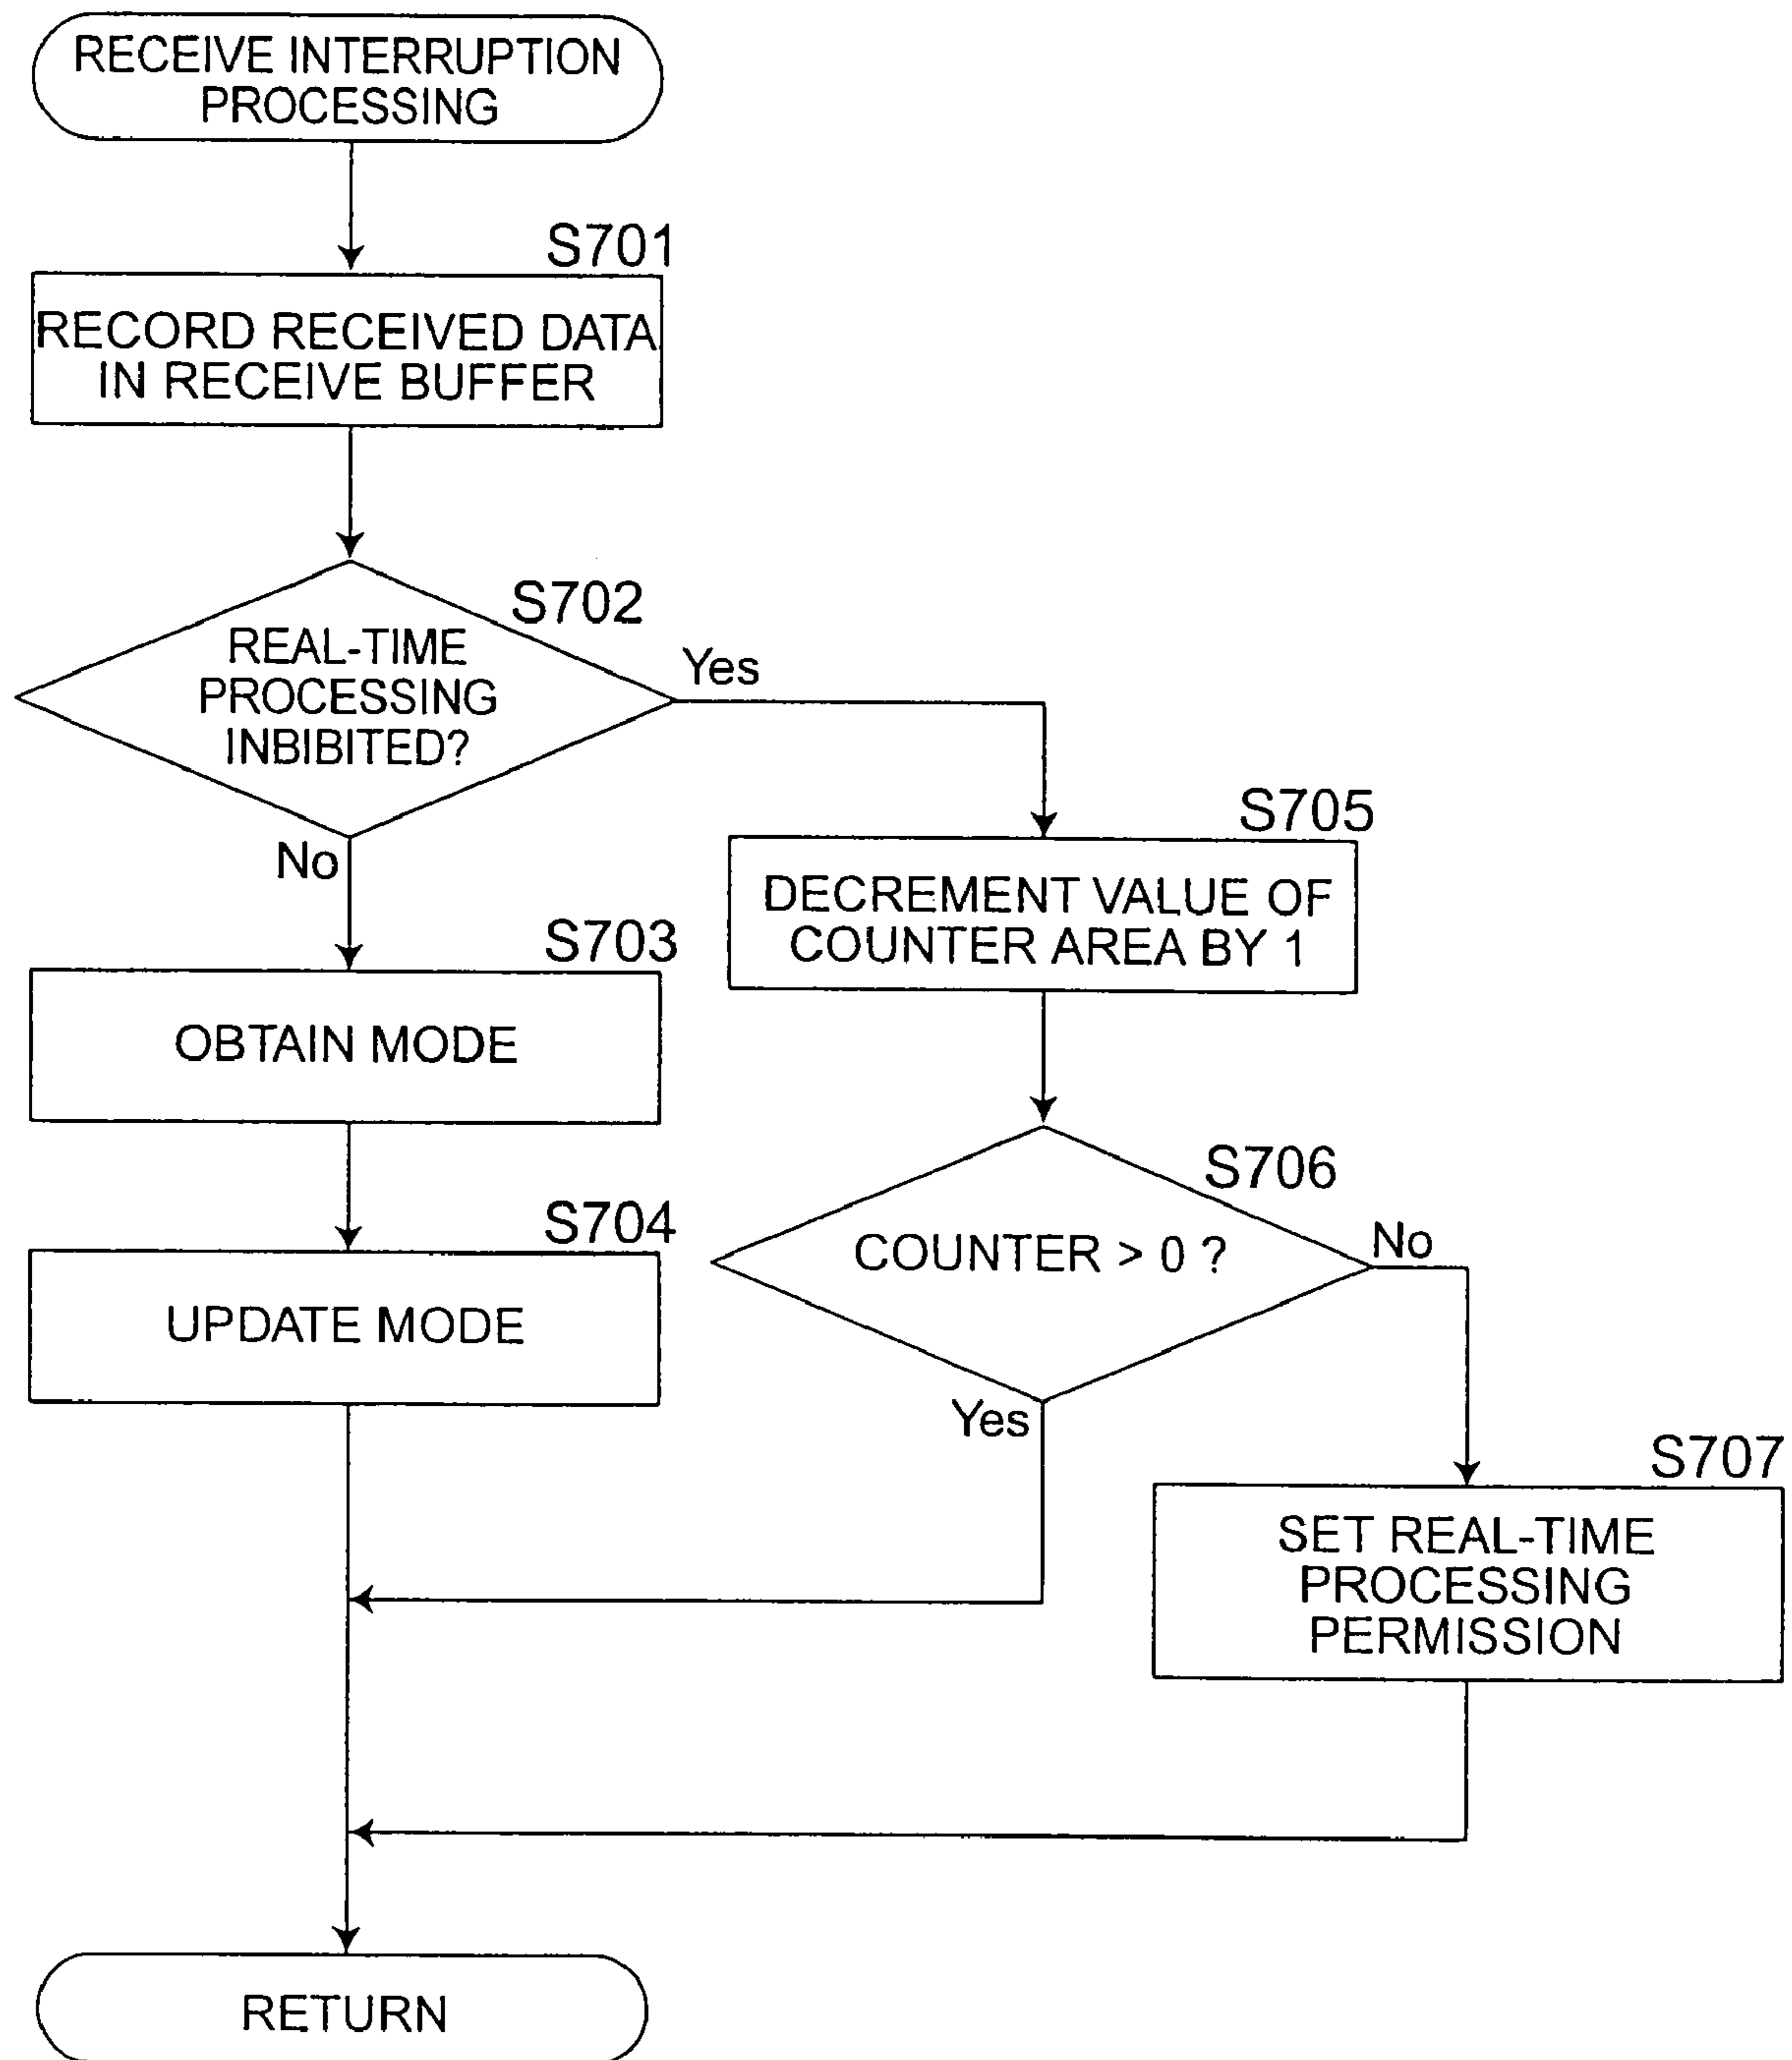 RECEIVE INTERRUPTION
PROCESSING
S701
RECORD RECEIVED DATA
IN RECEIVE BUFFER
S702
REAL-TIME
PROCESSING
INBIBITED?
Yes
No
S703
OBTAIN MODE
S704
UPDATE MODE
S705
DECREMENT VALUE OF
COUNTER AREA BY 1
S706
COUNTER > 0 ?
No
Yes
S707
SET REAL-TIME
PROCESSING
PERMISSION
RETURN